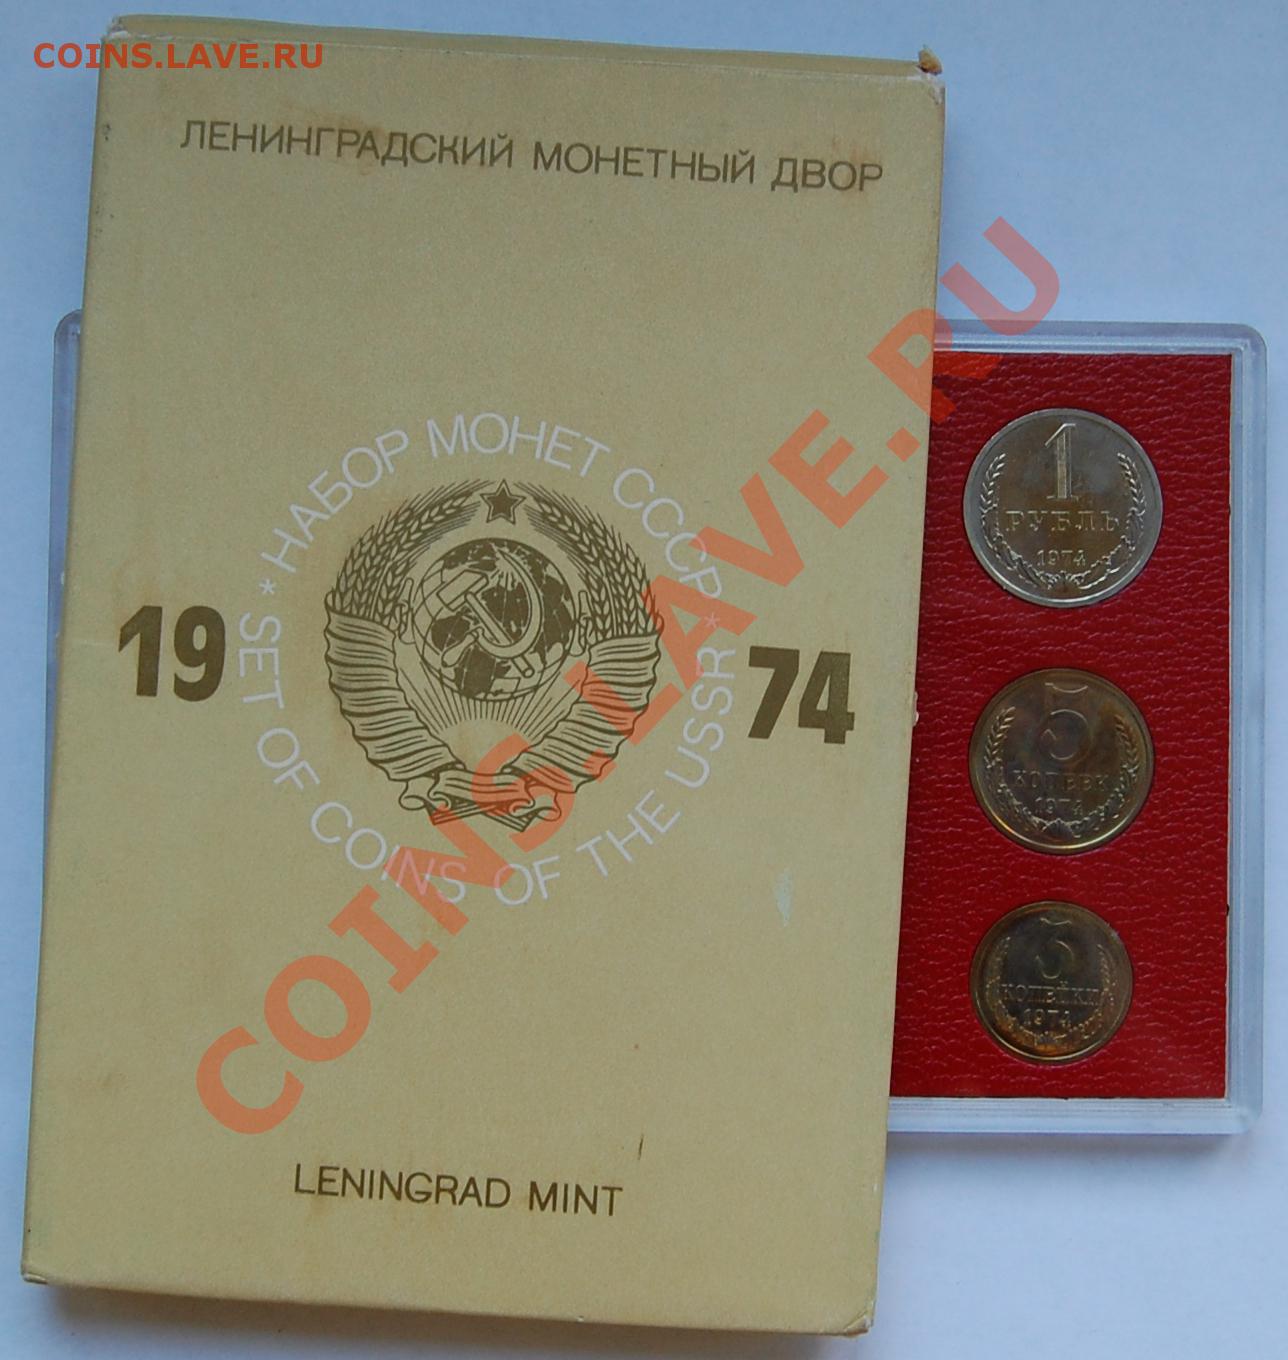 COINS.LAVE.RU
ЛЕНИНГРАДСКИЙ МОНЕТНЫЙ ДВОР
* НАБОР МОНЕТ СССР *
19 74
SET OF COINS OF THE USSR
LENINGRAD MINT
1
РУБЛЬ
1974
5
КОПЕЕК
1974
3
КОПЕЙКИ
1974
COINS.LAVE.RU